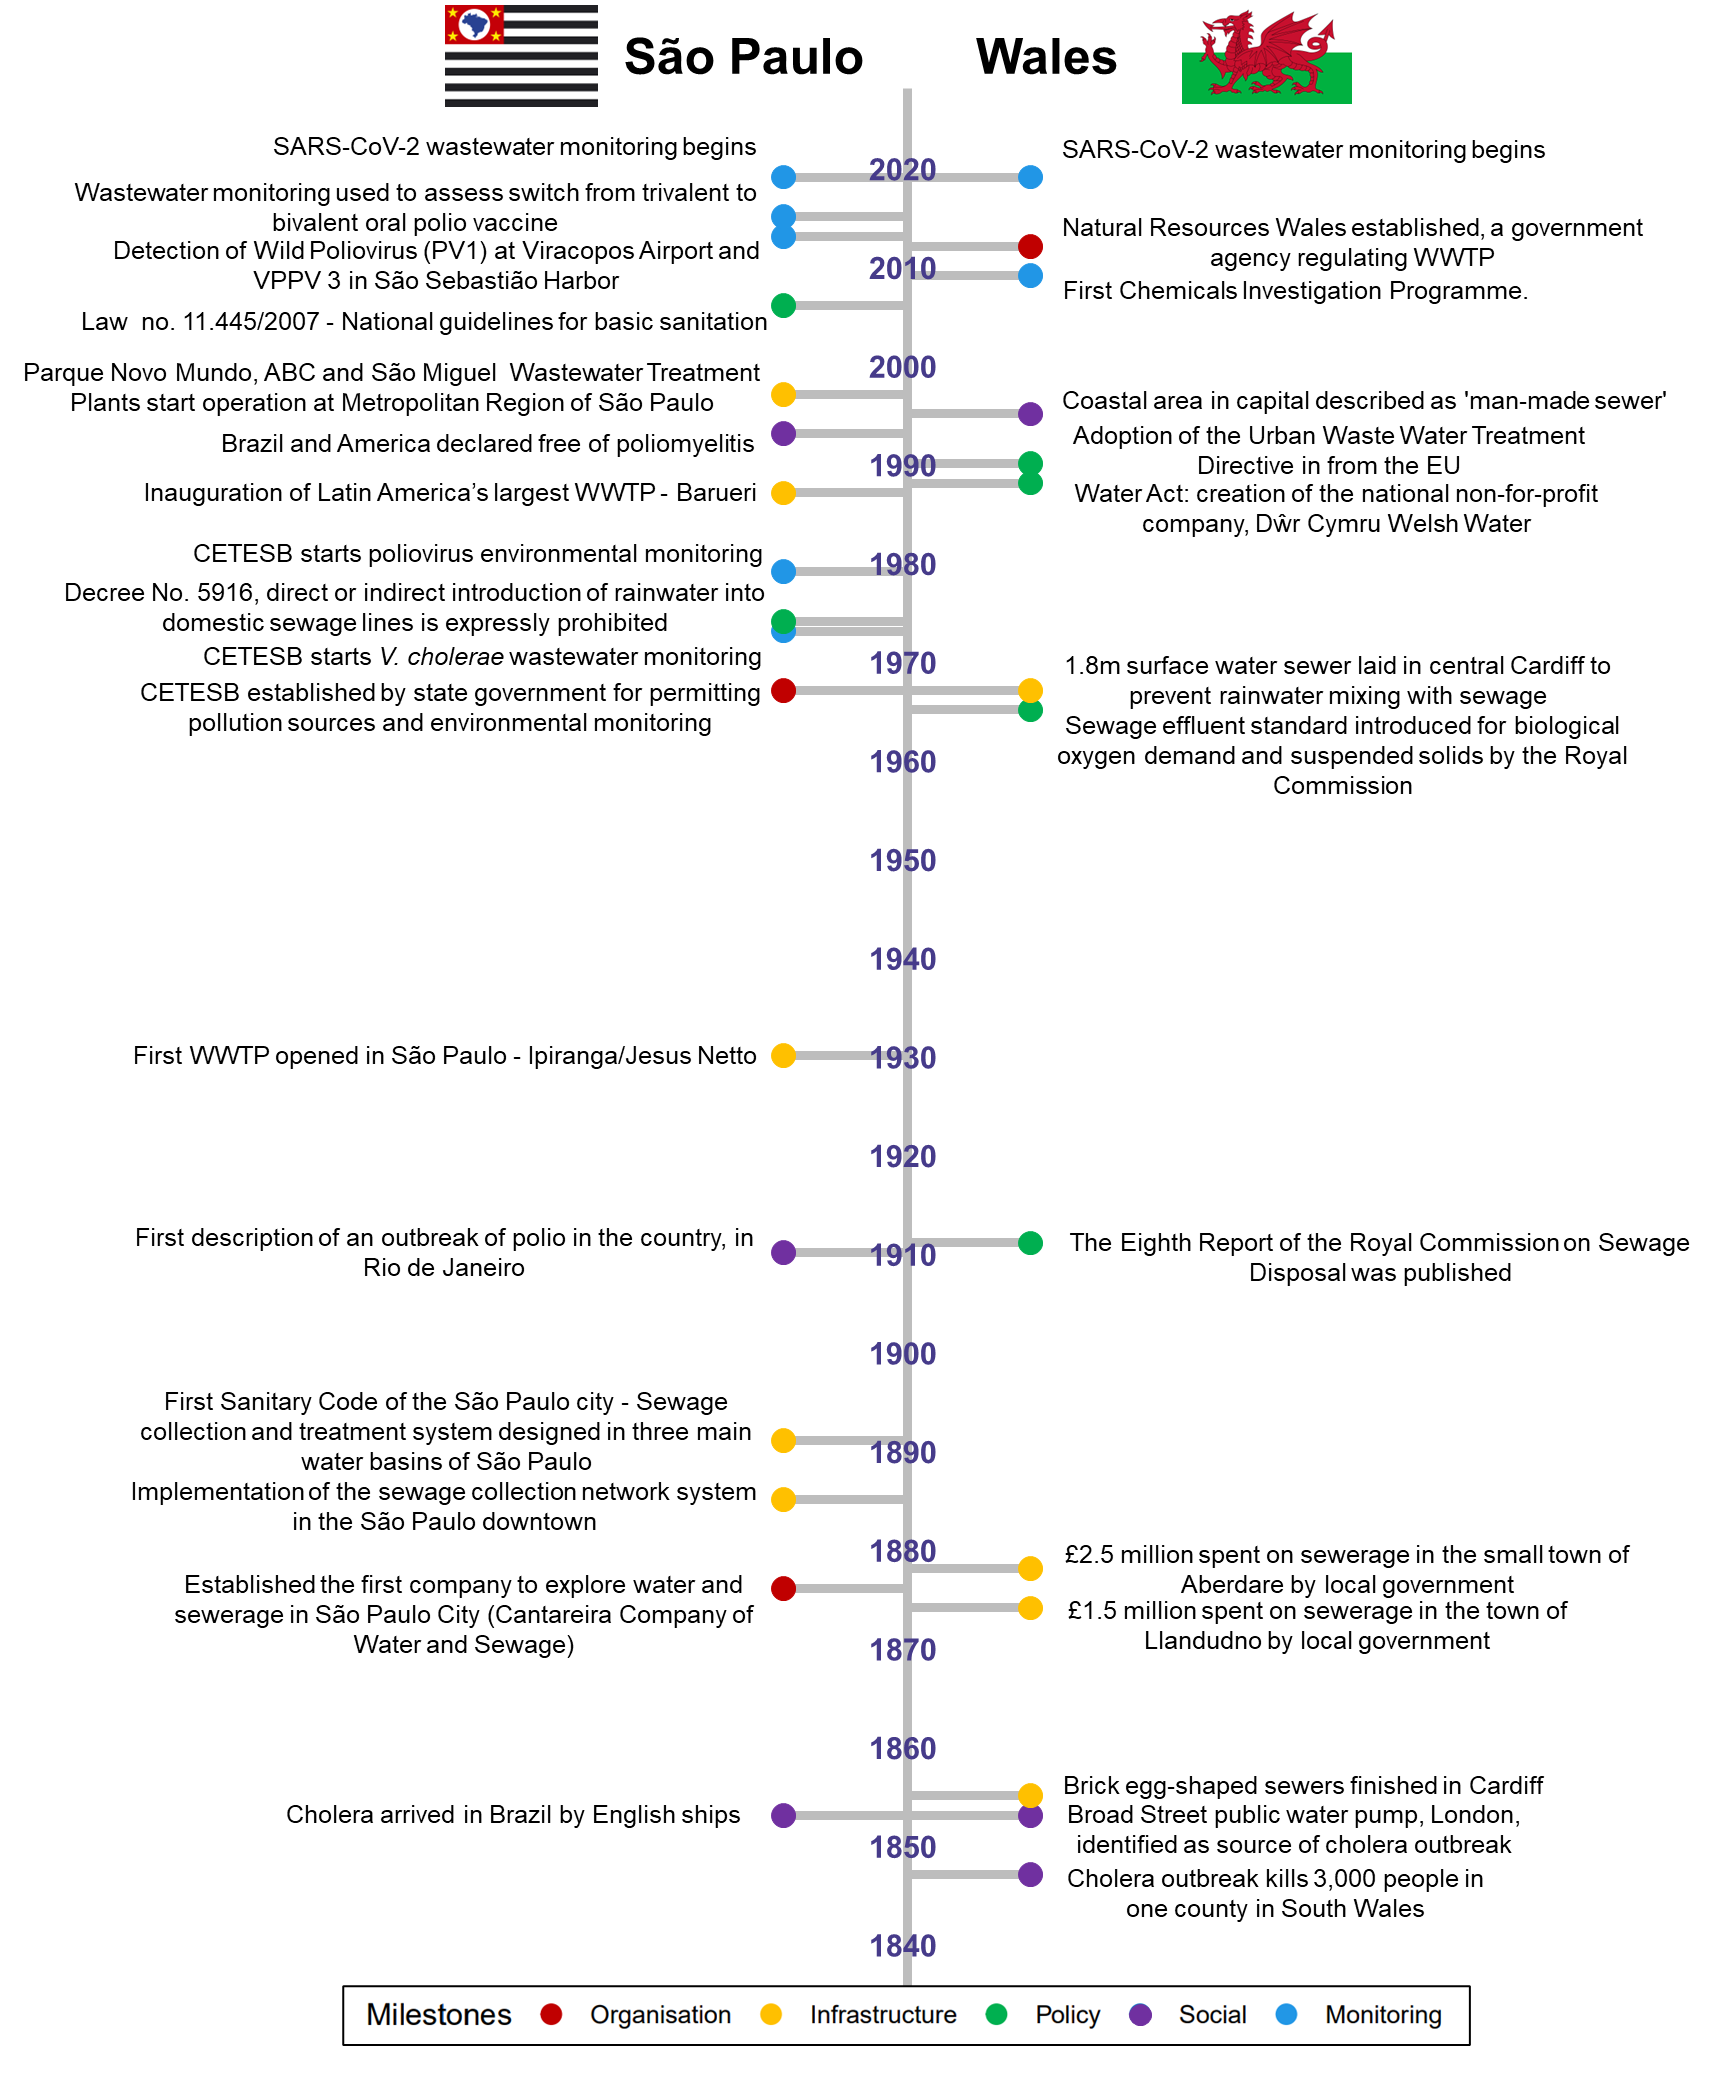 São Paulo
Wales
SARS-CoV-2 wastewater monitoring begins
Wastewater monitoring used to assess switch from trivalent to
bivalent oral polio vaccine
Detection of Wild Poliovirus (PV1) at Viracopos Airport and
VPPV 3 in São Sebastião Harbor
Law no. 11.445/2007 - National guidelines for basic sanitation
Parque Novo Mundo, ABC and São Miguel Wastewater Treatment
Plants start operation at Metropolitan Region of São Paulo
Brazil and America declared free of poliomyelitis
Inauguration of Latin America’s largest WWTP - Barueri
CETESB starts poliovirus environmental monitoring
Decree No. 5916, direct or indirect introduction of rainwater into
domestic sewage lines is expressly prohibited
CETESB starts V. cholerae wastewater monitoring
CETESB established by state government for permitting
pollution sources and environmental monitoring
First WWTP opened in São Paulo - Ipiranga/Jesus Netto
First description of an outbreak of polio in the country, in
Rio de Janeiro
First Sanitary Code of the São Paulo city - Sewage
collection and treatment system designed in three main
water basins of São Paulo
Implementation of the sewage collection network system
in the São Paulo downtown
Established the first company to explore water and
sewerage in São Paulo City (Cantareira Company of
Water and Sewage)
Cholera arrived in Brazil by English ships
2020
2010
2000
1990
1980
1970
1960
1950
1940
1930
1920
1910
1900
1890
1880
1870
1860
1850
1840
SARS-CoV-2 wastewater monitoring begins
Natural Resources Wales established, a government
agency regulating WWTP
First Chemicals Investigation Programme.
Coastal area in capital described as 'man-made sewer'
Adoption of the Urban Waste Water Treatment
Directive in from the EU
Water Act: creation of the national non-for-profit
company, Dŵr Cymru Welsh Water
1.8m surface water sewer laid in central Cardiff to
prevent rainwater mixing with sewage
Sewage effluent standard introduced for biological
oxygen demand and suspended solids by the Royal
Commission
The Eighth Report of the Royal Commission on Sewage
Disposal was published
£2.5 million spent on sewerage in the small town of
Aberdare by local government
£1.5 million spent on sewerage in the town of
Llandudno by local government
Brick egg-shaped sewers finished in Cardiff
Broad Street public water pump, London,
identified as source of cholera outbreak
Cholera outbreak kills 3,000 people in
one county in South Wales
Milestones Organisation Infrastructure Policy Social Monitoring